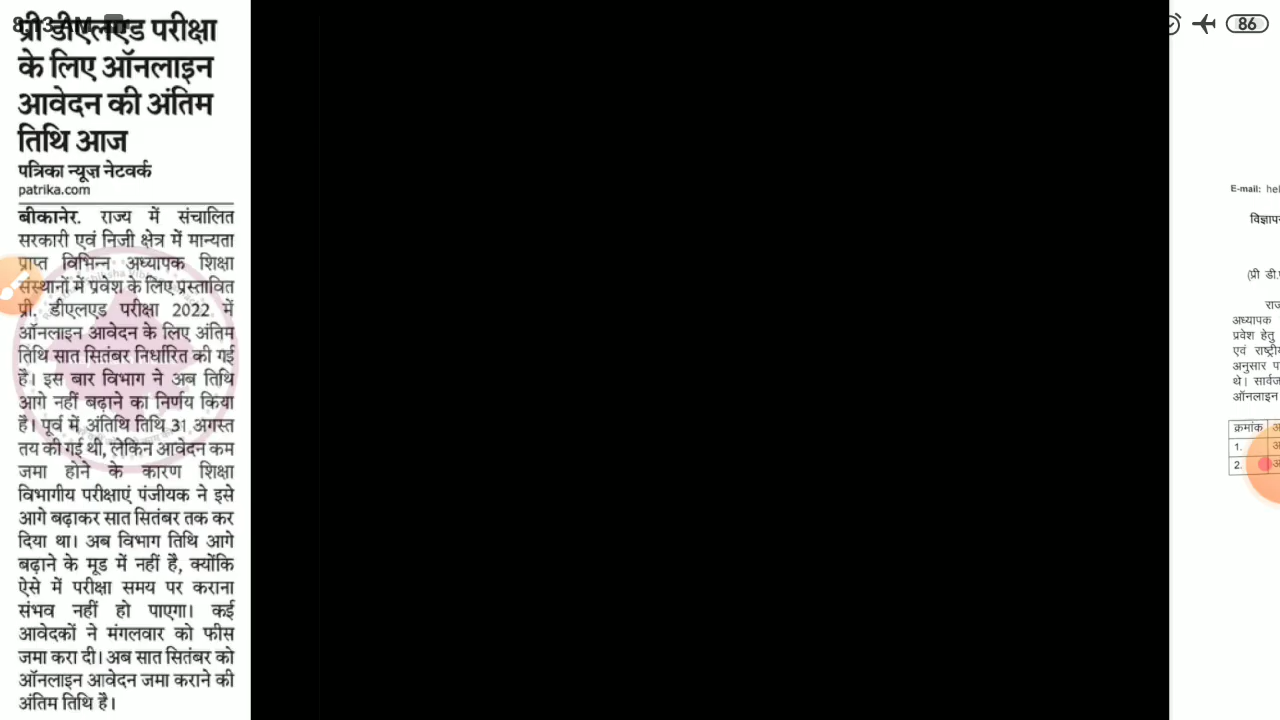 प्री डीएलएड परीक्षा
के लिए ऑनलाइन
आवेदन की अंतिम
तिथि आज
पत्रिका न्यूज़ नेटवर्क
patrika.com
बीकानेर. राज्य में संचालित
सरकारी एवं निजी क्षेत्र में मान्यता
प्राप्त विभिन्न अध्यापक शिक्षा
संस्थानों में प्रवेश के लिए प्रस्तावित
प्री. डीएलएड परीक्षा 2022 में
ऑनलाइन आवेदन के लिए अंतिम
तिथि सात सितंबर निर्धारित की गई
है। इस बार विभाग ने अब तिथि
आगे नहीं बढ़ाने का निर्णय किया
है। पूर्व में अंतिथि तिथि 31 अगस्त
तय की गई थी, लेकिन आवेदन कम
जमा होने के कारण शिक्षा
विभागीय परीक्षाएं पंजीयक ने इसे
आगे बढ़ाकर सात सितंबर तक कर
दिया था। अब विभाग तिथि आगे
बढ़ाने के मूड में नहीं है, क्योंकि
ऐसे में परीक्षा समय पर कराना
संभव नहीं हो पाएगा। कई
आवेदकों ने मंगलवार को फीस
जमा करा दी। अब सात सितंबर को
ऑनलाइन आवेदन जमा कराने की
अंतिम तिथि है।
86
E-mail: hel
विज्ञापन
(प्री डी.
राज
अध्यापक
प्रवेश हेतु
एवं राष्ट्रीय
अनुसार प
थे। सार्वज
ऑनलाइन
क्रमांक
1.
2.